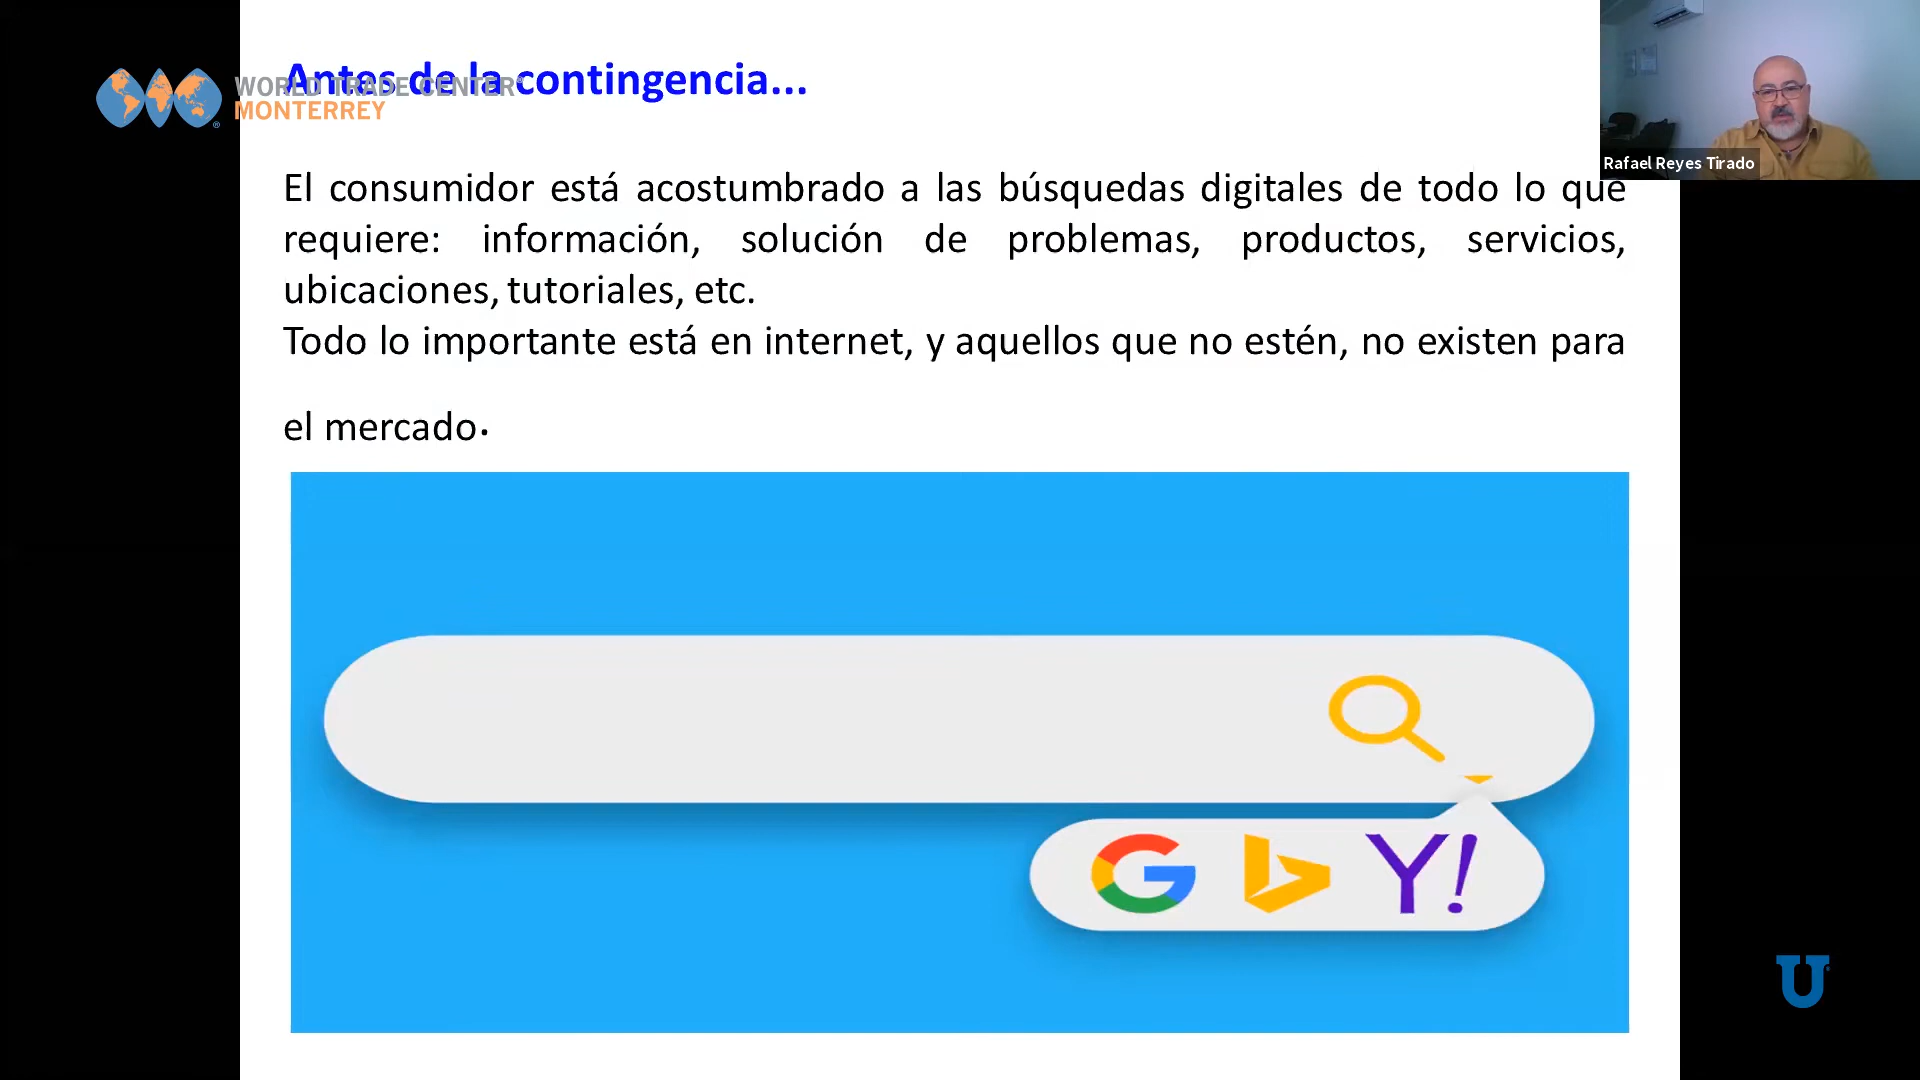 Antes de la contingencia...
WORLD TRADE CENTER®
MONTERREY
®
Rafael Reyes Tirado
El consumidor está acostumbrado a las búsquedas digitales de todo lo que
requiere: información, solución de problemas, productos, servicios,
ubicaciones, tutoriales, etc.
Todo lo importante está en internet, y aquellos que no estén, no existen para
el mercado.
G b Y!
U